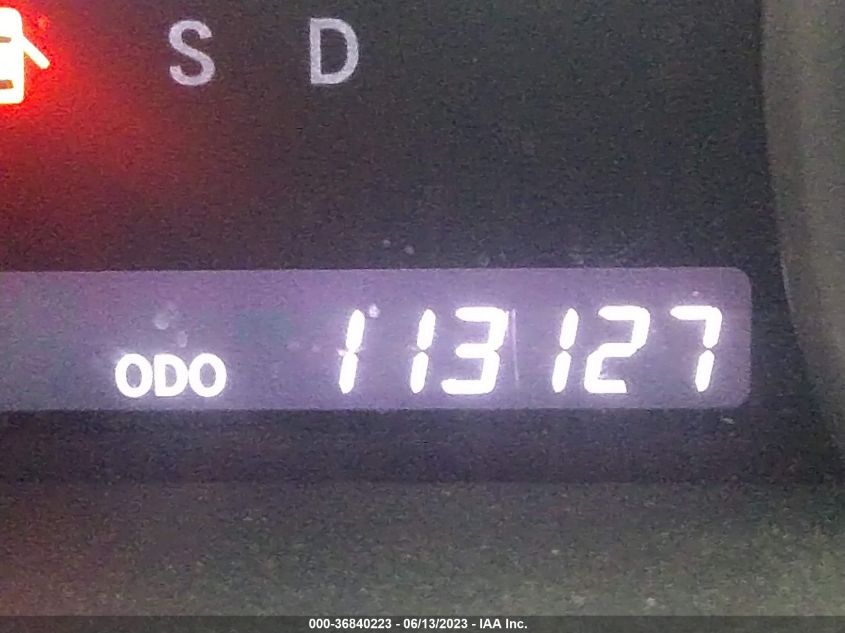 S D
ODO 113127
000-36840223 - 06/13/2023 - IAA Inc.